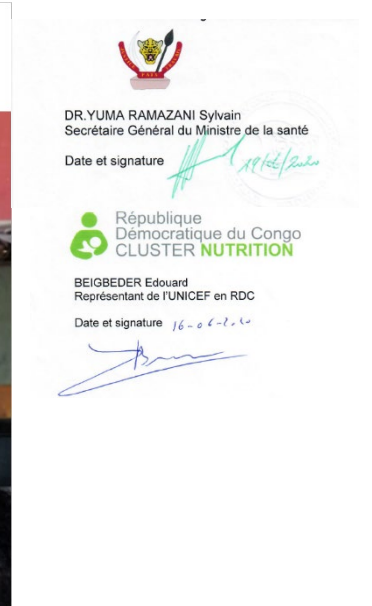 DR.YUMA RAMAZANI Sylvain
Secrétaire Général du Ministre de la santé
Date et signature
République
Démocratique du Congo
CLUSTER NUTRITION
BEIGBEDER Edouard
Représentant de l'UNICEF en RDC
Date et signature 16-06-2020